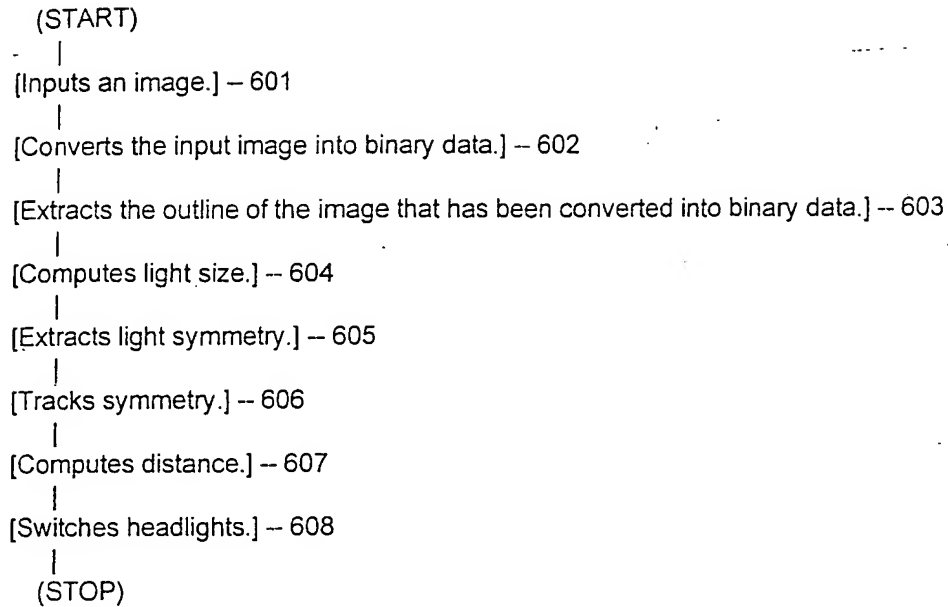 (START)
[Inputs an image.] -- 601
[Converts the input image into binary data.] -- 602
[Extracts the outline of the image that has been converted into binary data.] -- 603
[Computes light size.] -- 604
[Extracts light symmetry.] -- 605
[Tracks symmetry.] -- 606
[Computes distance.] -- 607
[Switches headlights.] -- 608
(STOP)